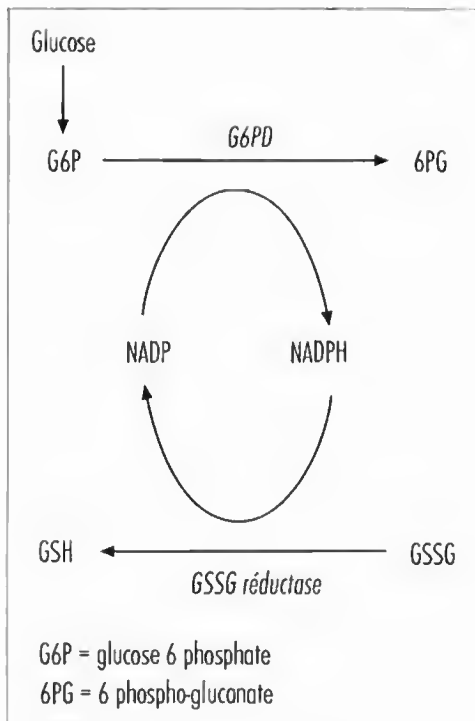 Glucose
G6PD
G6P 6PG
NADP NADPH
GSH GSSG
GSSG réductase
G6P = glucose 6 phosphate
6PG = 6 phospho-gluconate